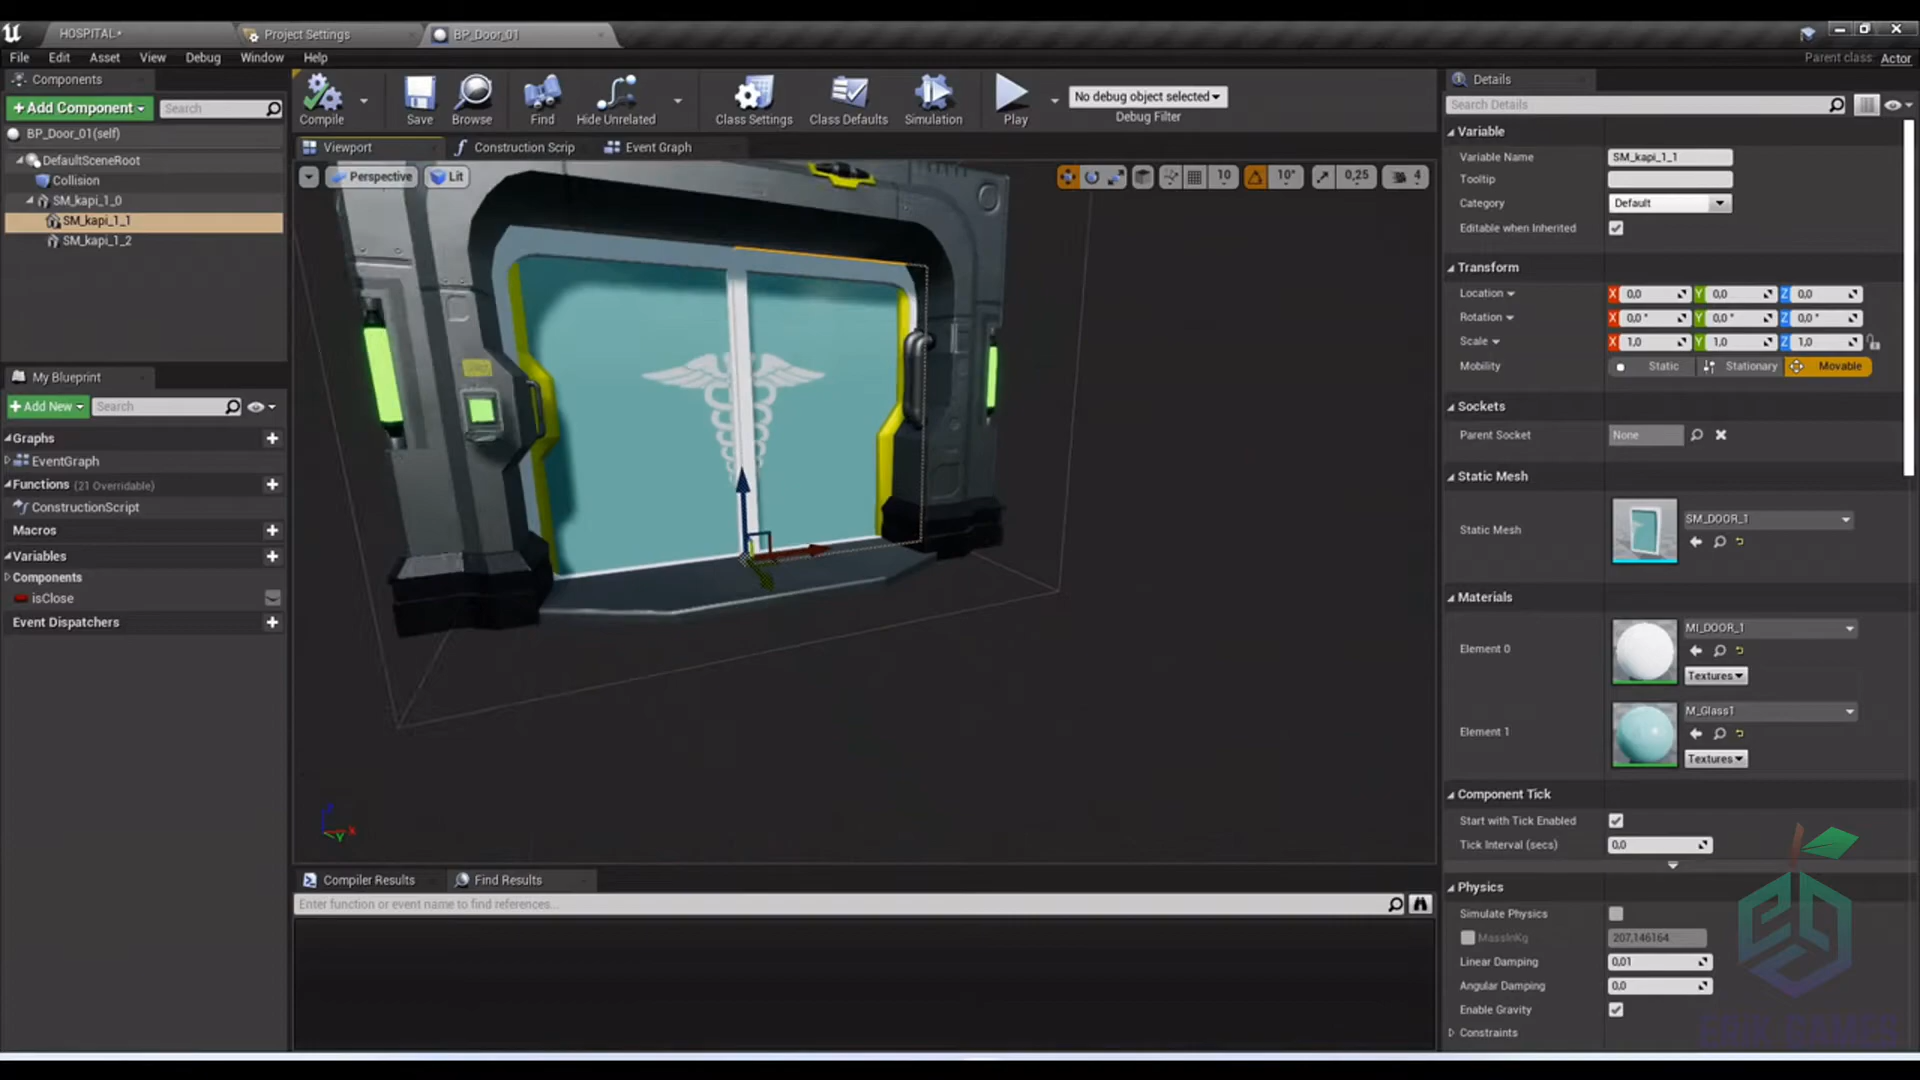 HOSPITAL*
Project Settings
BP_Door_01
File Edit Asset View Debug Window Help
Parent class: Actor
Components
+Add Component
Search
BP_Door_01(self)
DefaultSceneRoot
Collision
SM_kapi_1_0
SM_kapi_1_1
SM_kapi_1_2
Compile
Save
Browse
Find
Hide Unrelated
Class Settings
Class Defaults
Simulation
Play
No debug object selected
Debug Filter
Viewport
Construction Scrip
Event Graph
Perspective
Lit
10
10°
0,25
4
My Blueprint
+Add New
Search
Graphs
EventGraph
Functions (21 Overridable)
ConstructionScript
Macros
Variables
Components
isClose
Event Dispatchers
Compiler Results
Find Results
Enter function or event name to find references...
Details
Search Details
Variable
Variable Name SM_kapi_1_1
Tooltip
Category Default
Editable when Inherited
Transform
Location X 0,0 Y 0,0 Z 0,0
Rotation X 0,0 ° Y 0,0 ° Z 0,0 °
Scale X 1,0 Y 1,0 Z 1,0
Mobility Static Stationary Movable
Sockets
Parent Socket None
Static Mesh
Static Mesh SM_DOOR_1
Materials
Element 0 MI_DOOR_1
Textures
Element 1 M_Glass1
Textures
Component Tick
Start with Tick Enabled
Tick Interval (secs) 0,0
Physics
Simulate Physics
MassInKg 207,146164
Linear Damping 0,01
Angular Damping 0,0
Enable Gravity
Constraints
ERIK GAMES